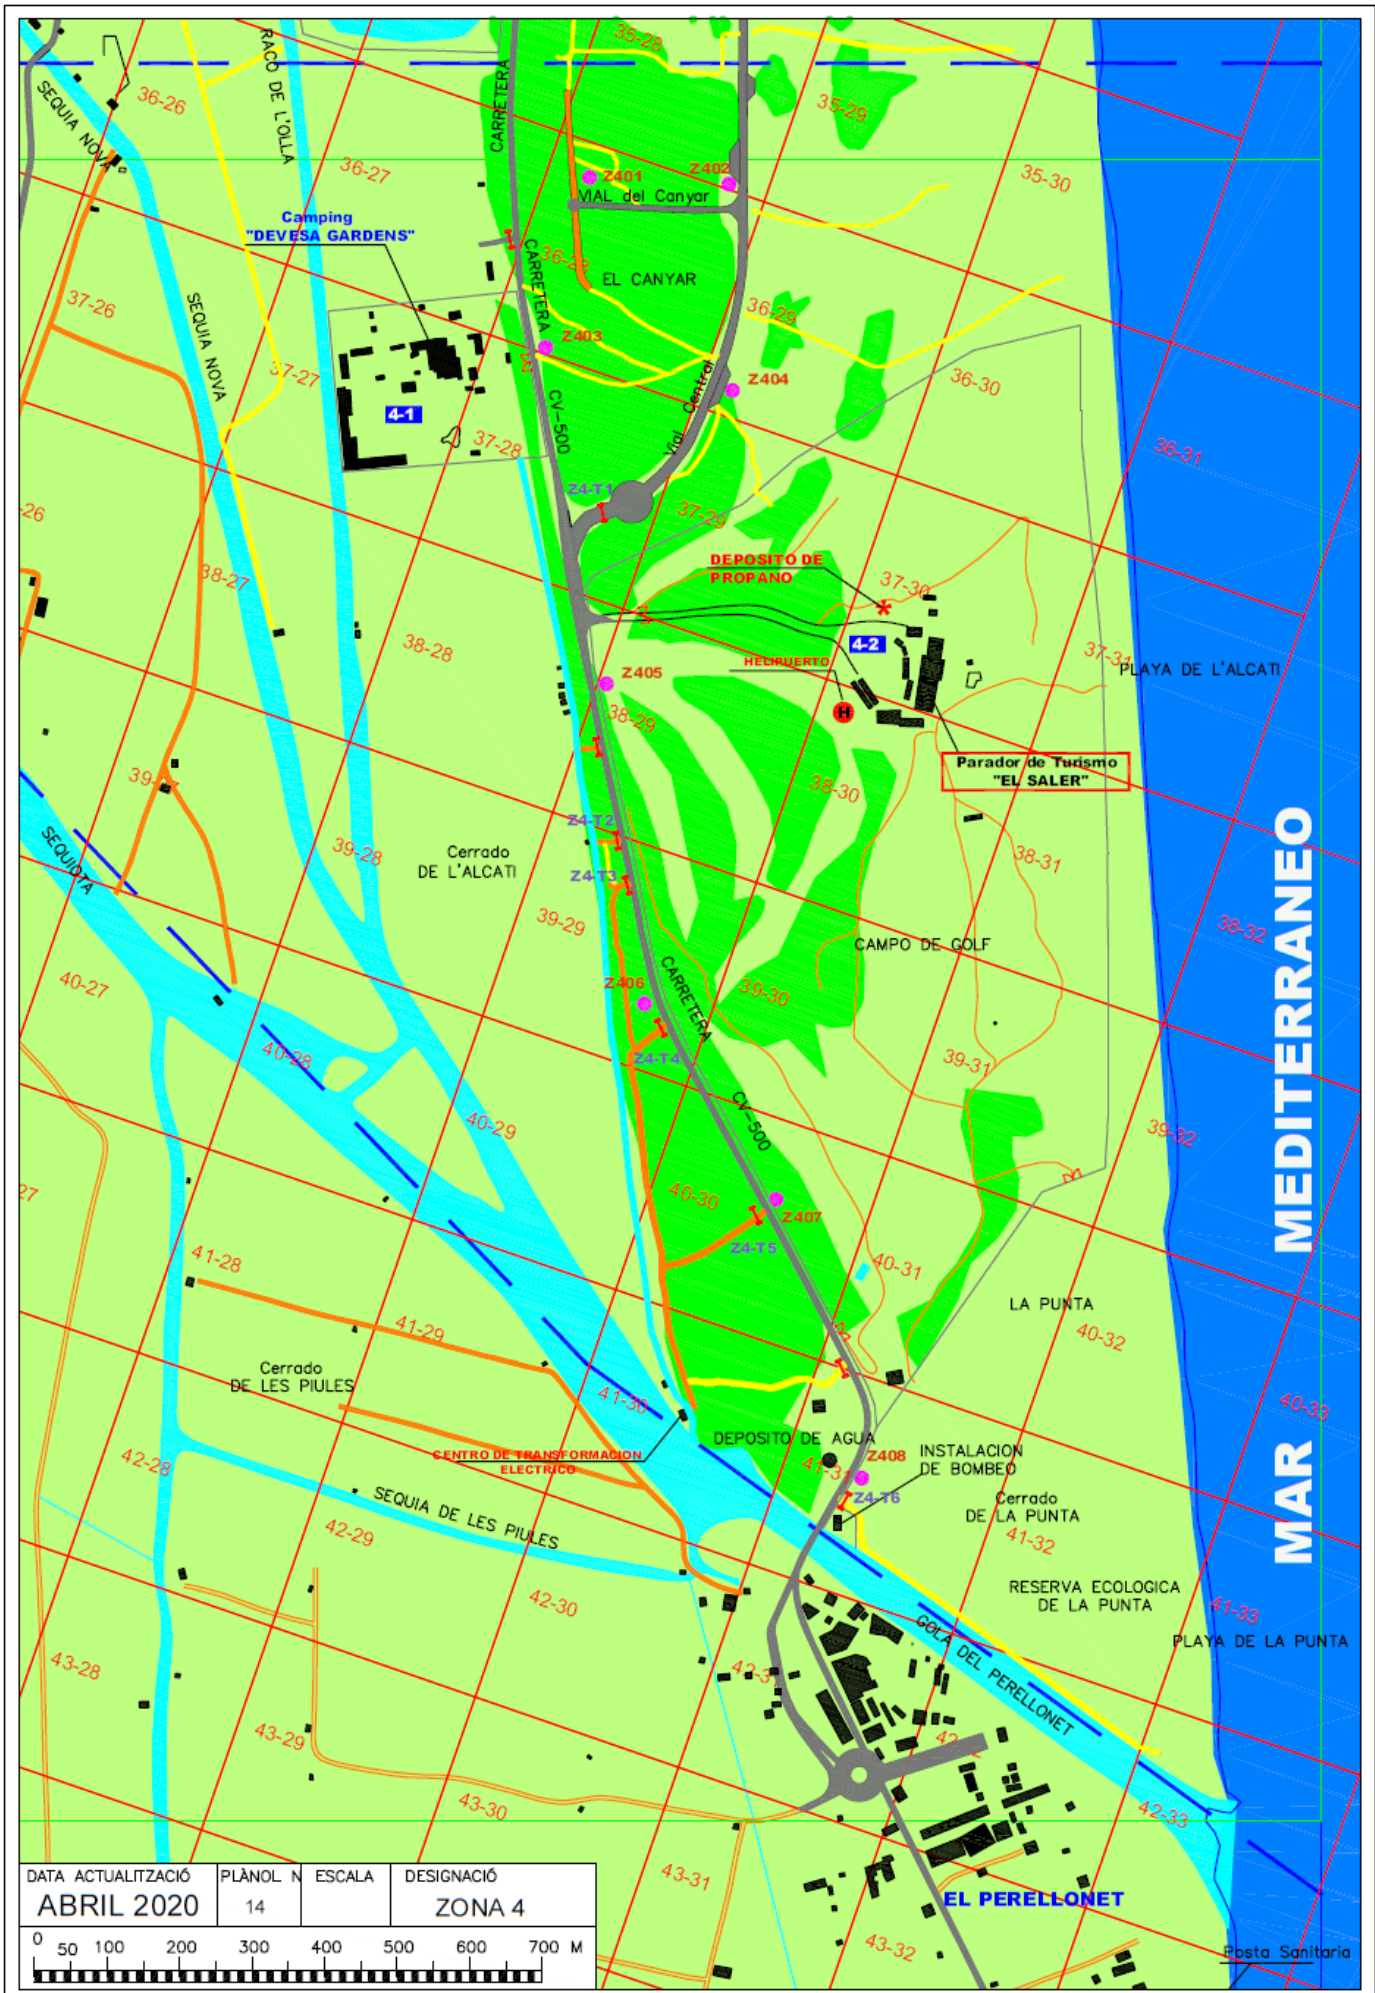 35-28
RACO DE L'OLLA
CARRETERA
SEQUIA NOVA
36-26
35-29
36-27
Z401
Z402
35-30
VIAL del Canyar
Camping
"DEVESA GARDENS"
CARRETERA
36-28
EL CANYAR
37-26
SEQUIA NOVA
36-29
Z403
37-27
Vial Central
Z404
36-30
4-1
CV-500
37-28
36-31
Z4-T1
37-29
-26
DEPOSITO DE
PROPANO
38-27
37-30
38-28
4-2
37-31
HELIPUERTO
PLAYA DE L'ALCATI
Z405
H
38-29
Parador de Turismo
"EL SALER"
38-30
Z4-T2
SEQUIOTA
39-28
Cerrado
DE L'ALCATI
38-31
Z4-T3
39-29
38-32
CAMPO DE GOLF
40-27
Z406
CARRETERA
39-30
40-28
Z4-T4
39-31
40-29
CV-500
39-32
27
40-30
Z407
Z4-T5
41-28
40-31
LA PUNTA
41-29
40-32
Cerrado
DE LES PIULES
41-30
40-33
DEPOSITO DE AGUA
42-28
CENTRO DE TRANSFORMACION
ELECTRICO
41-31
Z408
INSTALACION
DE BOMBEO
SEQUIA DE LES PIULES
Z4-T6
Cerrado
DE LA PUNTA
42-29
41-32
42-30
RESERVA ECOLOGICA
DE LA PUNTA
41-33
GOLA DEL PERELLONET
PLAYA DE LA PUNTA
43-28
43-29
43-30
42-33
43-31
EL PERELLONET
43-32
Posta Sanitaria
MAR MEDITERRANEO
DATA ACTUALITZACIÓ
PLÀNOL N
ESCALA
DESIGNACIÓ
ABRIL 2020
14
ZONA 4
0 50 100 200 300 400 500 600 700 M